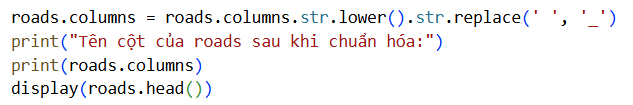 roads.columns = roads.columns.str.lower().str.replace(' ', '_')
print("Tên cột của roads sau khi chuẩn hóa:")
print(roads.columns)
display(roads.head())